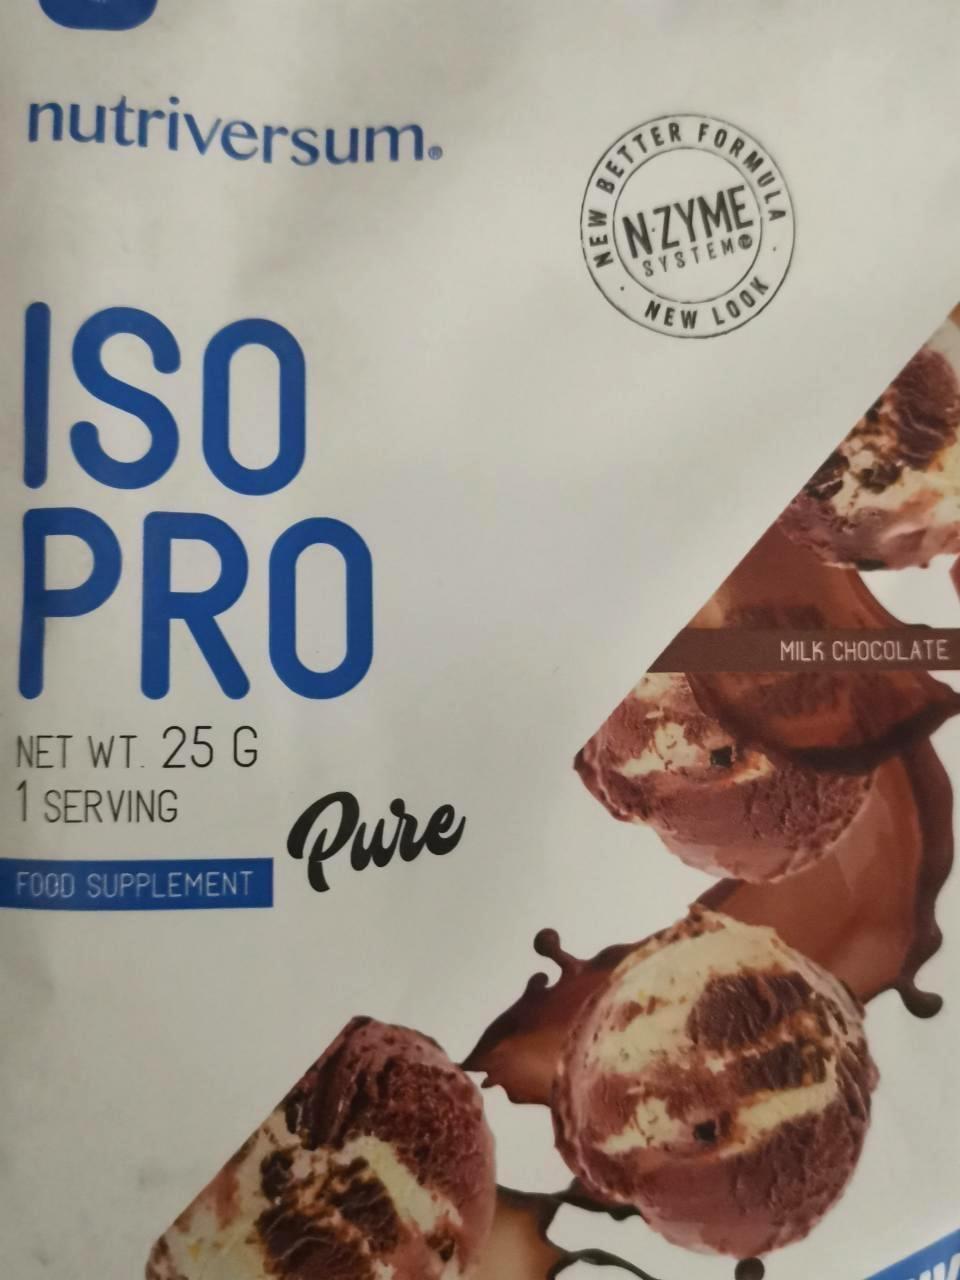 nutriversum®
NEW BETTER FORMULA
N·ZYME
SYSTEM
NEW LOOK
ISO
PRO
MILK CHOCOLATE
NET WT. 25 G
1 SERVING
Pure
FOOD SUPPLEMENT